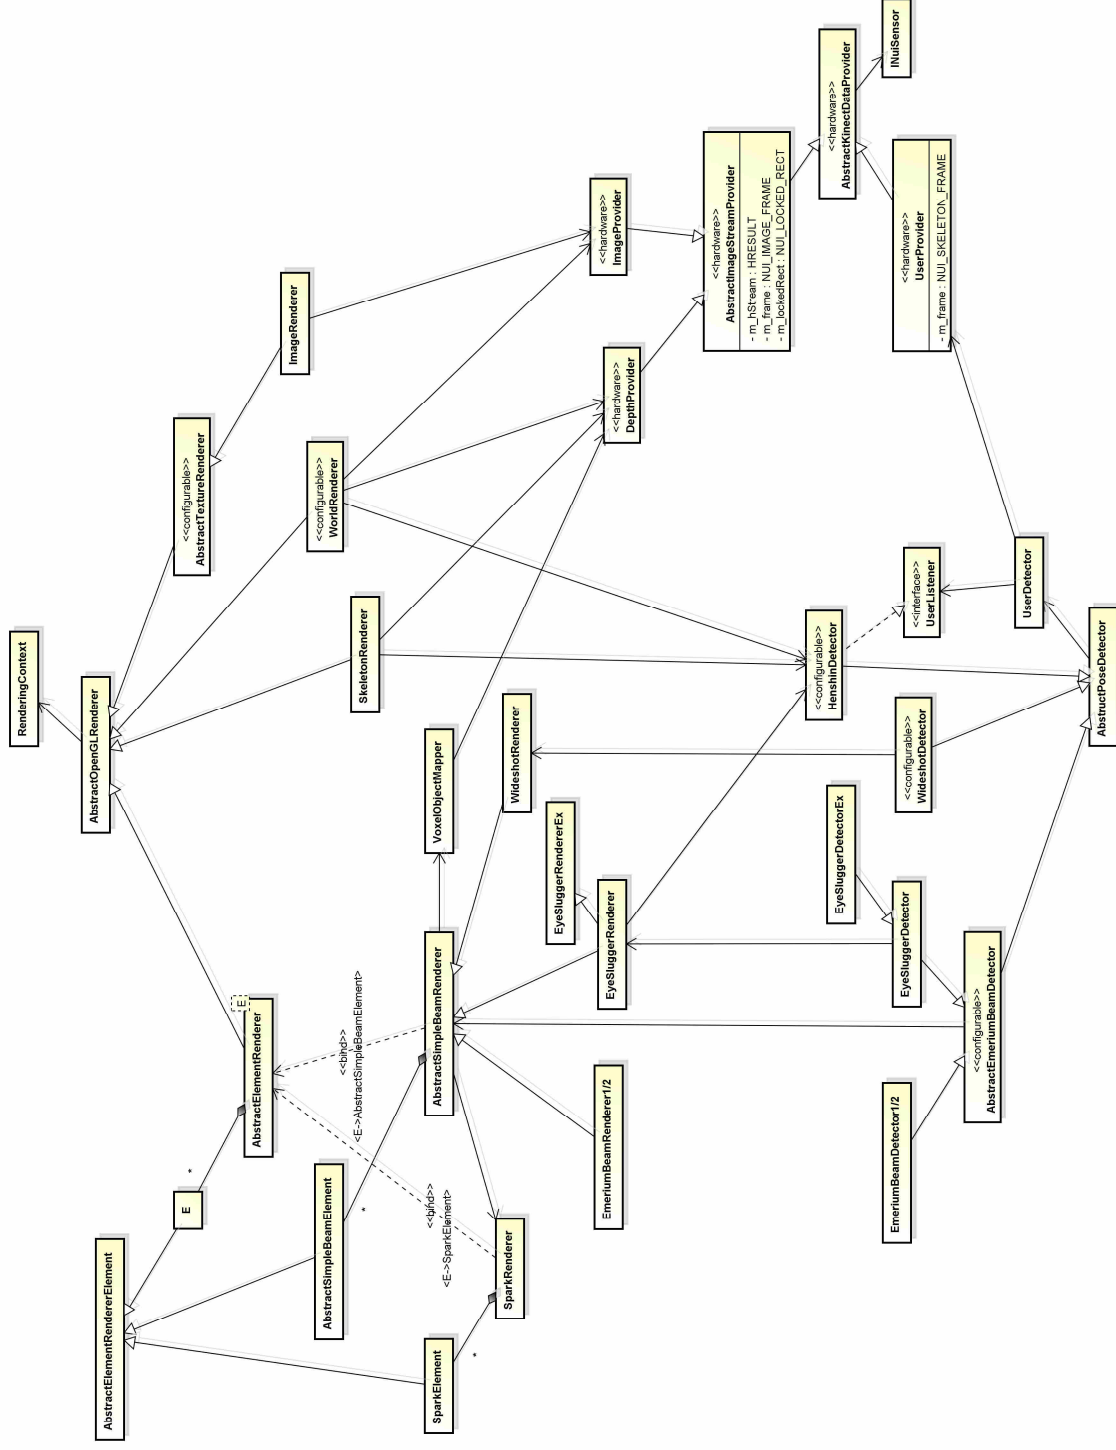 RenderingContext
AbstractOpenGLRenderer
AbstractElementRendererElement
E
<<configurable>>
AbstractTextureRenderer
*
E
AbstractElementRenderer
ImageRenderer
AbstractSimpleBeamElement
<<configurable>>
WorldRenderer
<<bind>>
<E->AbstractSimpleBeamElement>
*
SkeletonRenderer
<<bind>>
<E->SparkElement>
SparkElement
AbstractSimpleBeamRenderer
VoxelObjectMapper
*
SparkRenderer
WideshotRenderer
EyeSluggerRendererEx
EmeriumBeamRenderer1/2
EyeSluggerRenderer
<<hardware>>
ImageProvider
<<hardware>>
DepthProvider
<<hardware>>
AbstractImageStreamProvider
- m_hStream : HRESULT
- m_frame : NUI_IMAGE_FRAME
- m_lockedRect : NUI_LOCKED_RECT
<<configurable>>
HenshinDetector
<<hardware>>
AbstractKinectDataProvider
EyeSluggerDetectorEx
EmeriumBeamDetector1/2
EyeSluggerDetector
<<configurable>>
WideshotDetector
<<interface>>
UserListener
<<hardware>>
UserProvider
- m_frame : NUI_SKELETON_FRAME
INuiSensor
<<configurable>>
AbstractEmeriumBeamDetector
UserDetector
AbstructPoseDetector